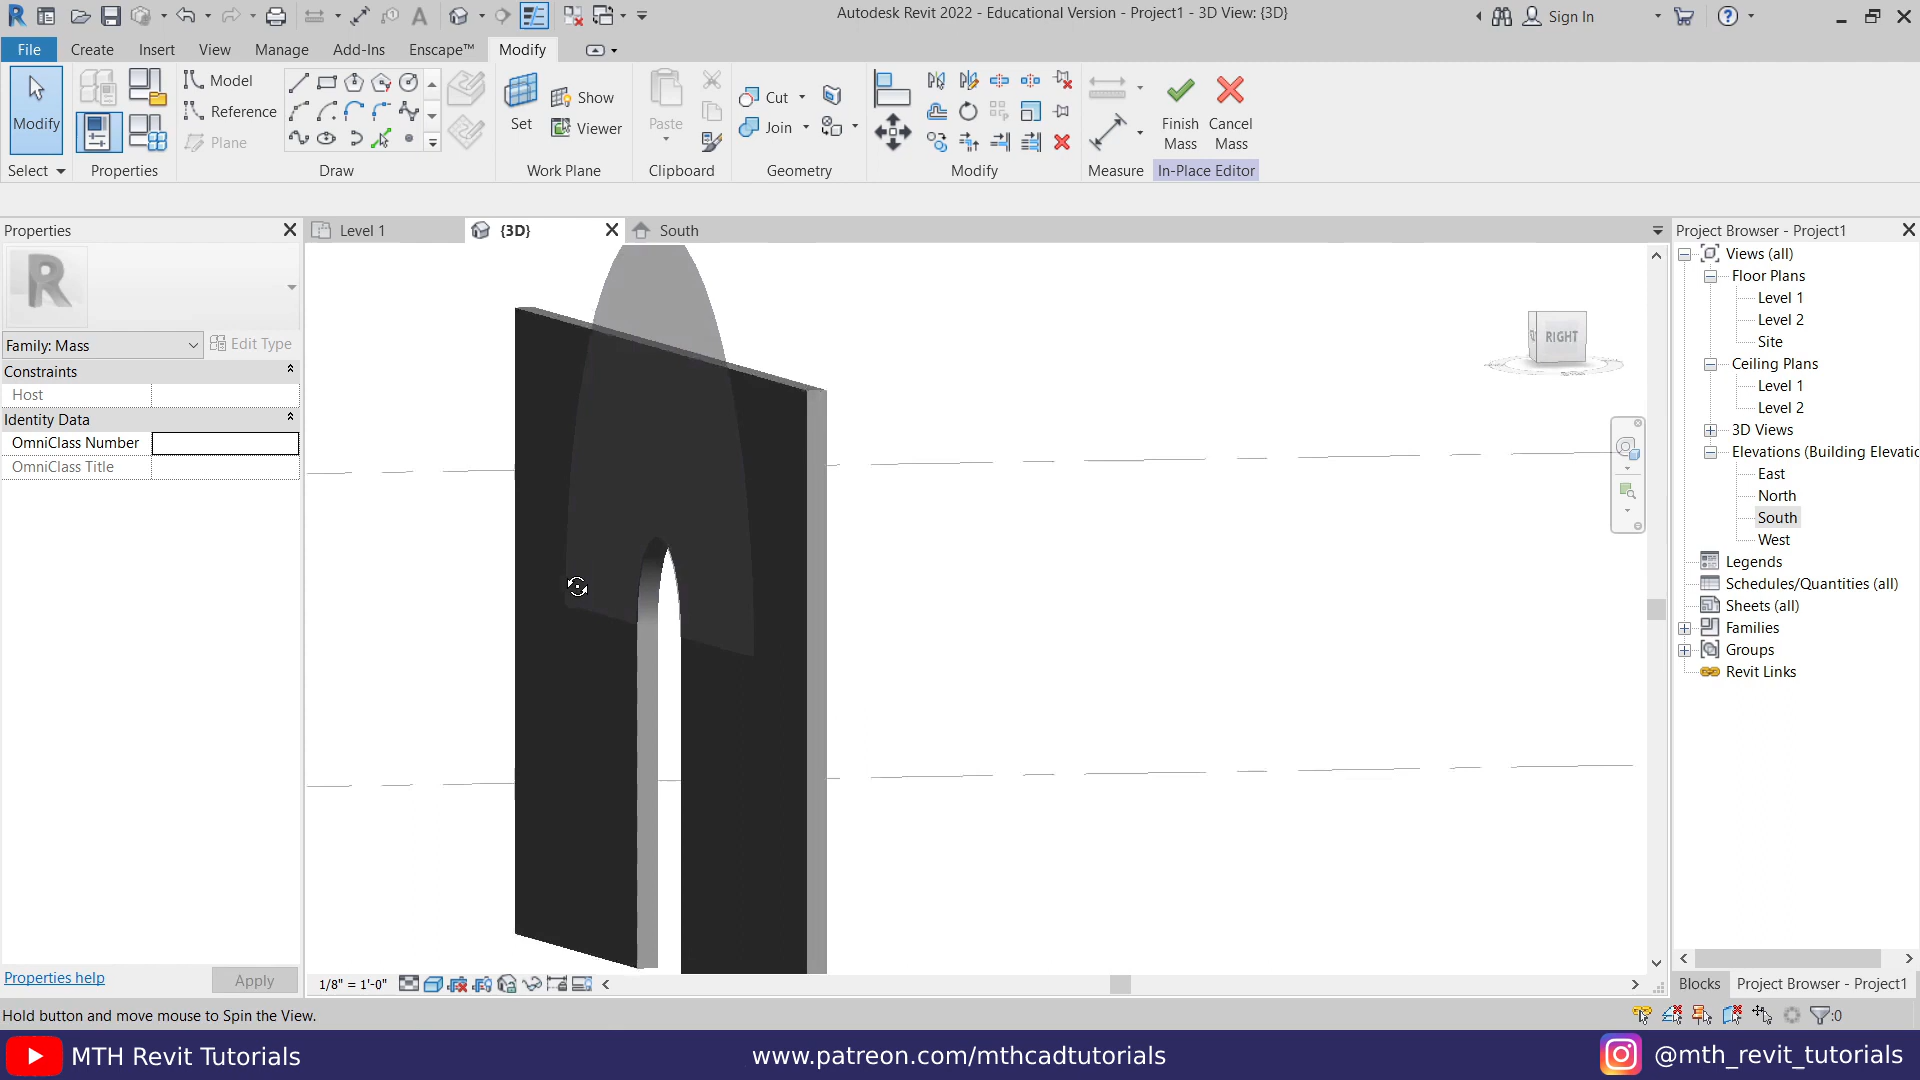 Autodesk Revit 2022 - Educational Version - Project1 - 3D View: {3D}
Sign In
File Create Insert View Manage Add-Ins Enscape™ Modify
Modify
Select
Properties
Model
Reference
Plane
Draw
Set
Show
Viewer
Work Plane
Paste
Clipboard
Cut
Join
Geometry
Modify
Measure
Finish Mass
Cancel Mass
In-Place Editor
Properties
Level 1
{3D}
South
Project Browser - Project1
Family: Mass
Edit Type
Constraints
Host
Identity Data
OmniClass Number
OmniClass Title
RIGHT
Views (all)
Floor Plans
Level 1
Level 2
Site
Ceiling Plans
Level 1
Level 2
3D Views
Elevations (Building Elevatio
East
North
South
West
Legends
Schedules/Quantities (all)
Sheets (all)
Families
Groups
Revit Links
Properties help
Apply
1/8" = 1'-0"
Blocks
Project Browser - Project1
Hold button and move mouse to Spin the View.
:0
MTH Revit Tutorials
www.patreon.com/mthcadtutorials
@mth_revit_tutorials